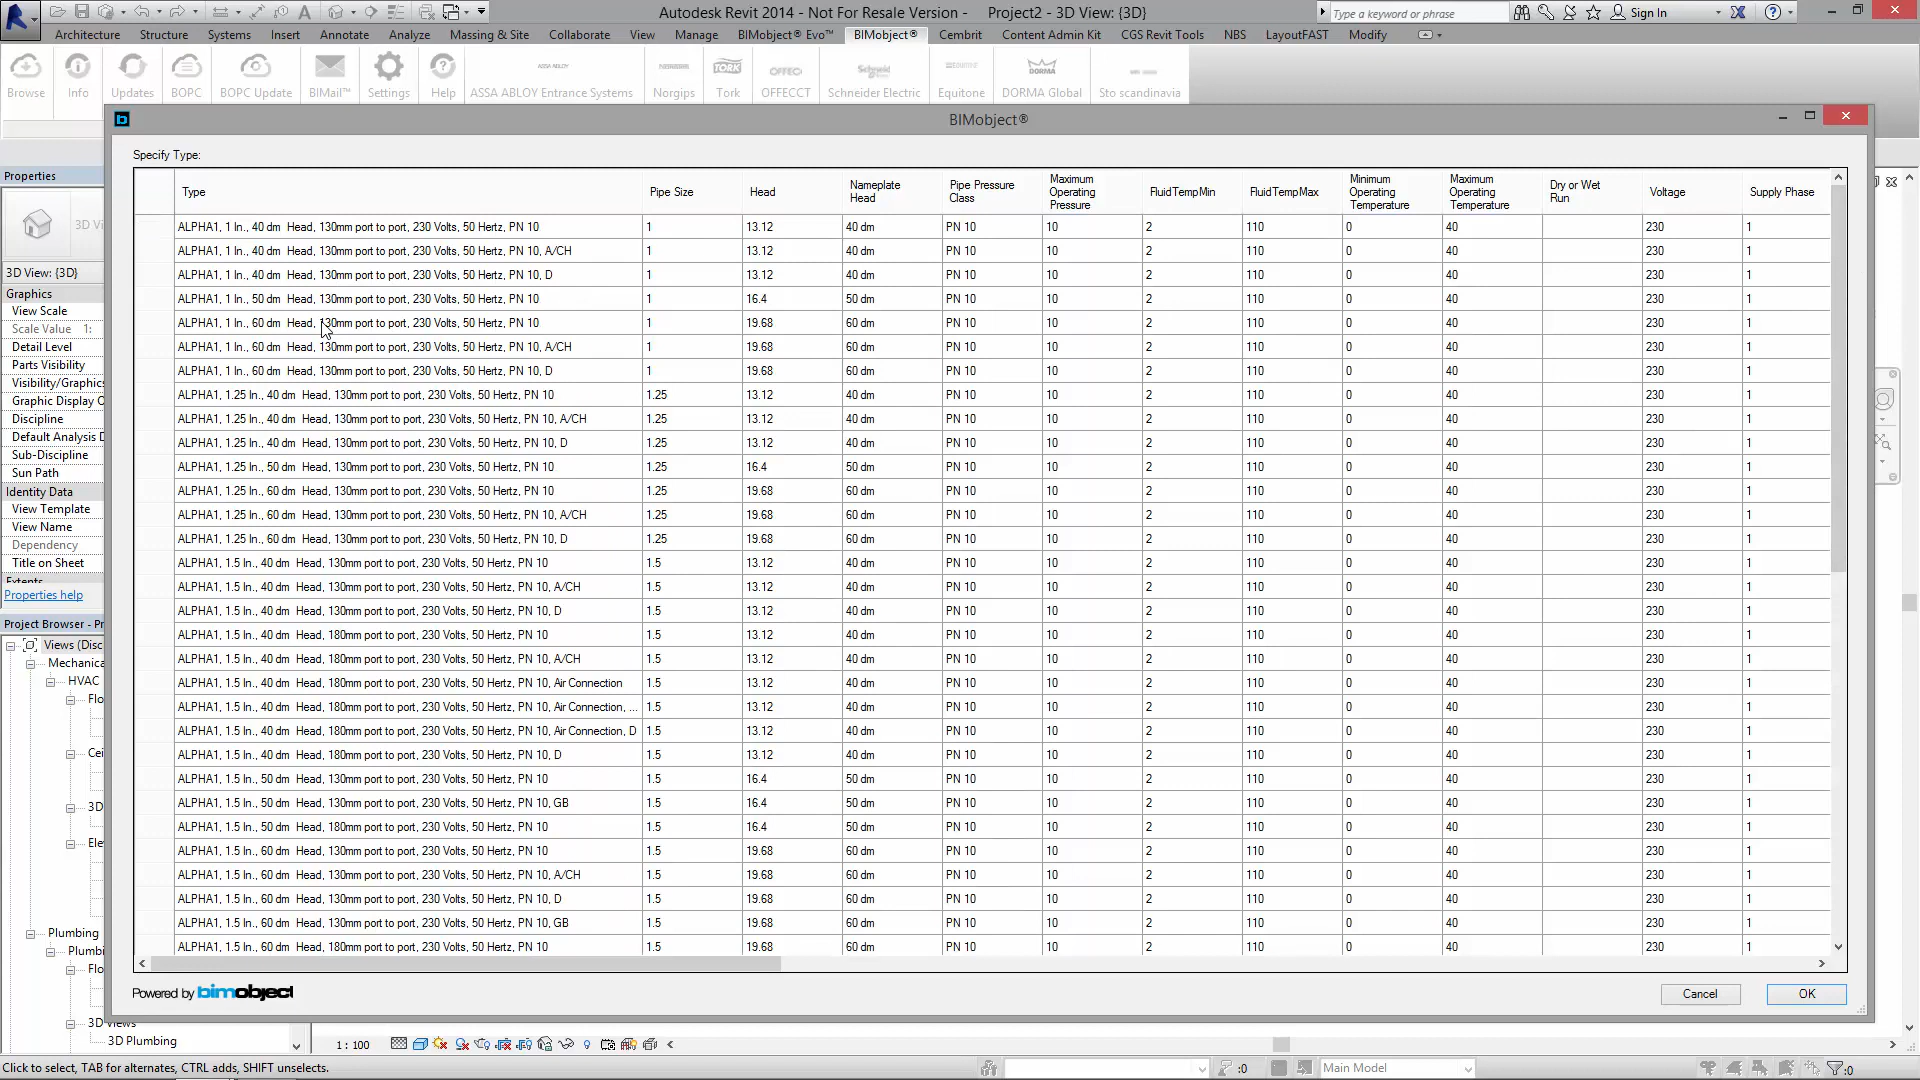 Autodesk Revit 2014 - Not For Resale Version - Project2 - 3D View: {3D}
Type a keyword or phrase
Sign In
Architecture Structure Systems Insert Annotate Analyze Massing & Site Collaborate View Manage BIMobject® Evo™ BIMobject® Cembrit Content Admin Kit CGS Revit Tools NBS LayoutFAST Modify
Browse Info Updates BOPC BOPC Update BIMail™ Settings Help ASSA ABLOY Entrance Systems Norgips Tork OFFECCT Schneider Electric Equitone DORMA Global Sto scandinavia
BIMobject®
Specify Type:
Type Pipe Size Head Nameplate Head Pipe Pressure Class Maximum Operating Pressure FluidTempMin FluidTempMax Minimum Operating Temperature Maximum Operating Temperature Dry or Wet Run Voltage Supply Phase
ALPHA1, 1 In., 40 dm Head, 130mm port to port, 230 Volts, 50 Hertz, PN 10 1 13.12 40 dm PN 10 10 2 110 0 40 230 1
ALPHA1, 1 In., 40 dm Head, 130mm port to port, 230 Volts, 50 Hertz, PN 10, A/CH 1 13.12 40 dm PN 10 10 2 110 0 40 230 1
ALPHA1, 1 In., 40 dm Head, 130mm port to port, 230 Volts, 50 Hertz, PN 10, D 1 13.12 40 dm PN 10 10 2 110 0 40 230 1
ALPHA1, 1 In., 50 dm Head, 130mm port to port, 230 Volts, 50 Hertz, PN 10 1 16.4 50 dm PN 10 10 2 110 0 40 230 1
ALPHA1, 1 In., 60 dm Head, 130mm port to port, 230 Volts, 50 Hertz, PN 10 1 19.68 60 dm PN 10 10 2 110 0 40 230 1
ALPHA1, 1 In., 60 dm Head, 130mm port to port, 230 Volts, 50 Hertz, PN 10, A/CH 1 19.68 60 dm PN 10 10 2 110 0 40 230 1
ALPHA1, 1 In., 60 dm Head, 130mm port to port, 230 Volts, 50 Hertz, PN 10, D 1 19.68 60 dm PN 10 10 2 110 0 40 230 1
ALPHA1, 1.25 In., 40 dm Head, 130mm port to port, 230 Volts, 50 Hertz, PN 10 1.25 13.12 40 dm PN 10 10 2 110 0 40 230 1
ALPHA1, 1.25 In., 40 dm Head, 130mm port to port, 230 Volts, 50 Hertz, PN 10, A/CH 1.25 13.12 40 dm PN 10 10 2 110 0 40 230 1
ALPHA1, 1.25 In., 40 dm Head, 130mm port to port, 230 Volts, 50 Hertz, PN 10, D 1.25 13.12 40 dm PN 10 10 2 110 0 40 230 1
ALPHA1, 1.25 In., 50 dm Head, 130mm port to port, 230 Volts, 50 Hertz, PN 10 1.25 16.4 50 dm PN 10 10 2 110 0 40 230 1
ALPHA1, 1.25 In., 60 dm Head, 130mm port to port, 230 Volts, 50 Hertz, PN 10 1.25 19.68 60 dm PN 10 10 2 110 0 40 230 1
ALPHA1, 1.25 In., 60 dm Head, 130mm port to port, 230 Volts, 50 Hertz, PN 10, A/CH 1.25 19.68 60 dm PN 10 10 2 110 0 40 230 1
ALPHA1, 1.25 In., 60 dm Head, 130mm port to port, 230 Volts, 50 Hertz, PN 10, D 1.25 19.68 60 dm PN 10 10 2 110 0 40 230 1
ALPHA1, 1.5 In., 40 dm Head, 130mm port to port, 230 Volts, 50 Hertz, PN 10 1.5 13.12 40 dm PN 10 10 2 110 0 40 230 1
ALPHA1, 1.5 In., 40 dm Head, 130mm port to port, 230 Volts, 50 Hertz, PN 10, A/CH 1.5 13.12 40 dm PN 10 10 2 110 0 40 230 1
ALPHA1, 1.5 In., 40 dm Head, 130mm port to port, 230 Volts, 50 Hertz, PN 10, D 1.5 13.12 40 dm PN 10 10 2 110 0 40 230 1
ALPHA1, 1.5 In., 40 dm Head, 180mm port to port, 230 Volts, 50 Hertz, PN 10 1.5 13.12 40 dm PN 10 10 2 110 0 40 230 1
ALPHA1, 1.5 In., 40 dm Head, 180mm port to port, 230 Volts, 50 Hertz, PN 10, A/CH 1.5 13.12 40 dm PN 10 10 2 110 0 40 230 1
ALPHA1, 1.5 In., 40 dm Head, 180mm port to port, 230 Volts, 50 Hertz, PN 10, Air Connection 1.5 13.12 40 dm PN 10 10 2 110 0 40 230 1
ALPHA1, 1.5 In., 40 dm Head, 180mm port to port, 230 Volts, 50 Hertz, PN 10, Air Connection, ... 1.5 13.12 40 dm PN 10 10 2 110 0 40 230 1
ALPHA1, 1.5 In., 40 dm Head, 180mm port to port, 230 Volts, 50 Hertz, PN 10, Air Connection, D 1.5 13.12 40 dm PN 10 10 2 110 0 40 230 1
ALPHA1, 1.5 In., 40 dm Head, 180mm port to port, 230 Volts, 50 Hertz, PN 10, D 1.5 13.12 40 dm PN 10 10 2 110 0 40 230 1
ALPHA1, 1.5 In., 50 dm Head, 130mm port to port, 230 Volts, 50 Hertz, PN 10 1.5 16.4 50 dm PN 10 10 2 110 0 40 230 1
ALPHA1, 1.5 In., 50 dm Head, 130mm port to port, 230 Volts, 50 Hertz, PN 10, GB 1.5 16.4 50 dm PN 10 10 2 110 0 40 230 1
ALPHA1, 1.5 In., 50 dm Head, 180mm port to port, 230 Volts, 50 Hertz, PN 10 1.5 16.4 50 dm PN 10 10 2 110 0 40 230 1
ALPHA1, 1.5 In., 60 dm Head, 130mm port to port, 230 Volts, 50 Hertz, PN 10 1.5 19.68 60 dm PN 10 10 2 110 0 40 230 1
ALPHA1, 1.5 In., 60 dm Head, 130mm port to port, 230 Volts, 50 Hertz, PN 10, A/CH 1.5 19.68 60 dm PN 10 10 2 110 0 40 230 1
ALPHA1, 1.5 In., 60 dm Head, 130mm port to port, 230 Volts, 50 Hertz, PN 10, D 1.5 19.68 60 dm PN 10 10 2 110 0 40 230 1
ALPHA1, 1.5 In., 60 dm Head, 130mm port to port, 230 Volts, 50 Hertz, PN 10, GB 1.5 19.68 60 dm PN 10 10 2 110 0 40 230 1
ALPHA1, 1.5 In., 60 dm Head, 180mm port to port, 230 Volts, 50 Hertz, PN 10 1.5 19.68 60 dm PN 10 10 2 110 0 40 230 1
Powered by bimobject
Cancel OK
Properties
3D Vi
3D View: {3D}
Graphics
View Scale
Scale Value 1:
Detail Level
Parts Visibility
Visibility/Graphics
Graphic Display O
Discipline
Default Analysis D
Sub-Discipline
Sun Path
Identity Data
View Template
View Name
Dependency
Title on Sheet
Extents
Properties help
Project Browser - Pr
Views (Disc
Mechanica
HVAC
Flo
Cei
3D
Ele
Plumbing
Plumbi
Flo
3D Views
3D Plumbing
1 : 100
Click to select, TAB for alternates, CTRL adds, SHIFT unselects.
:0
Main Model
:0